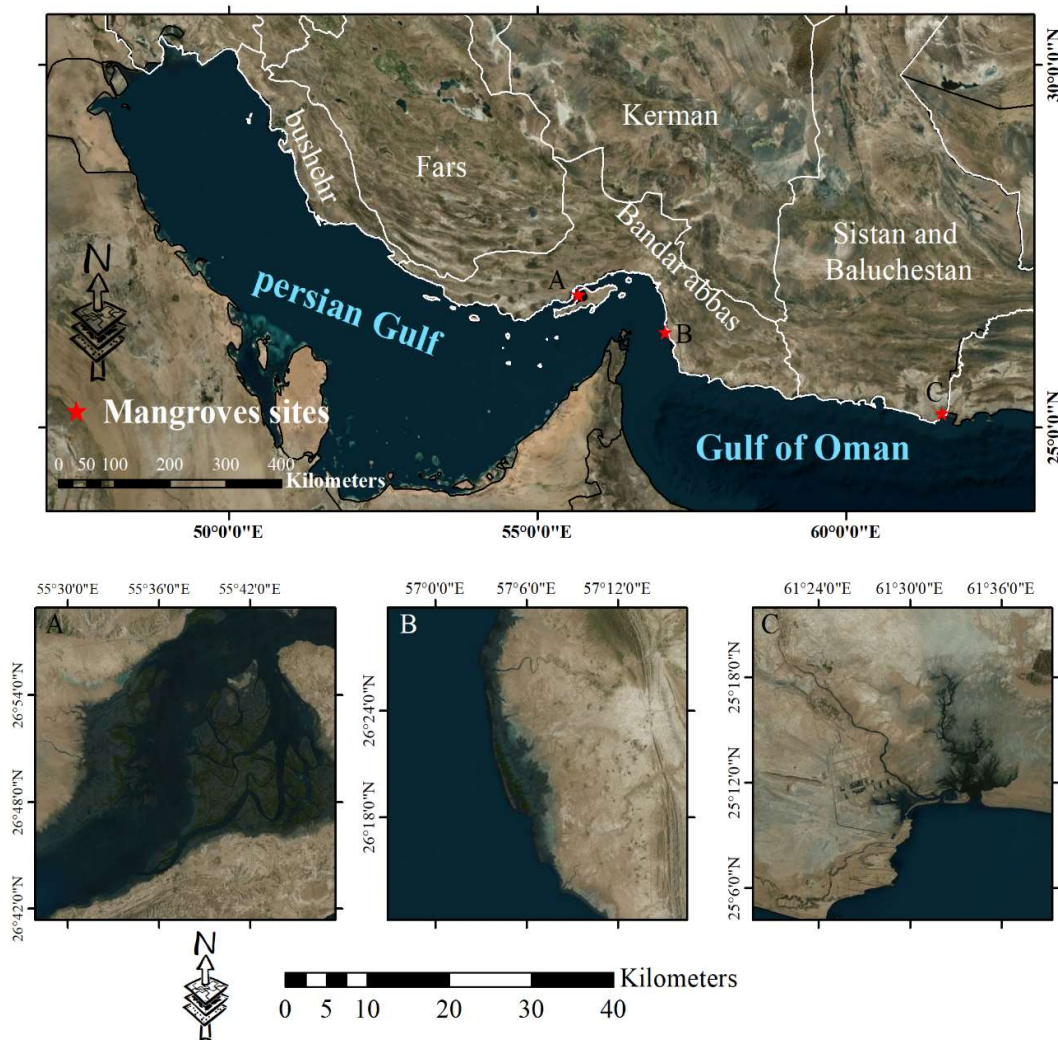 30°0'0"N
Kerman
bushehr
Fars
Bandar abbas
Sistan and
Baluchestan
N
A
persian Gulf
B
Mangroves sites
C
25°0'0"N
Gulf of Oman
0 50 100 200 300 400
Kilometers
50°0'0"E 55°0'0"E 60°0'0"E
55°30'0"E 55°36'0"E 55°42'0"E
57°0'0"E 57°6'0"E 57°12'0"E
61°24'0"E 61°30'0"E 61°36'0"E
A
26°54'0"N
26°48'0"N
26°42'0"N
B
26°24'0"N
26°18'0"N
C
25°18'0"N
25°12'0"N
25°6'0"N
N
Kilometers
0 5 10 20 30 40